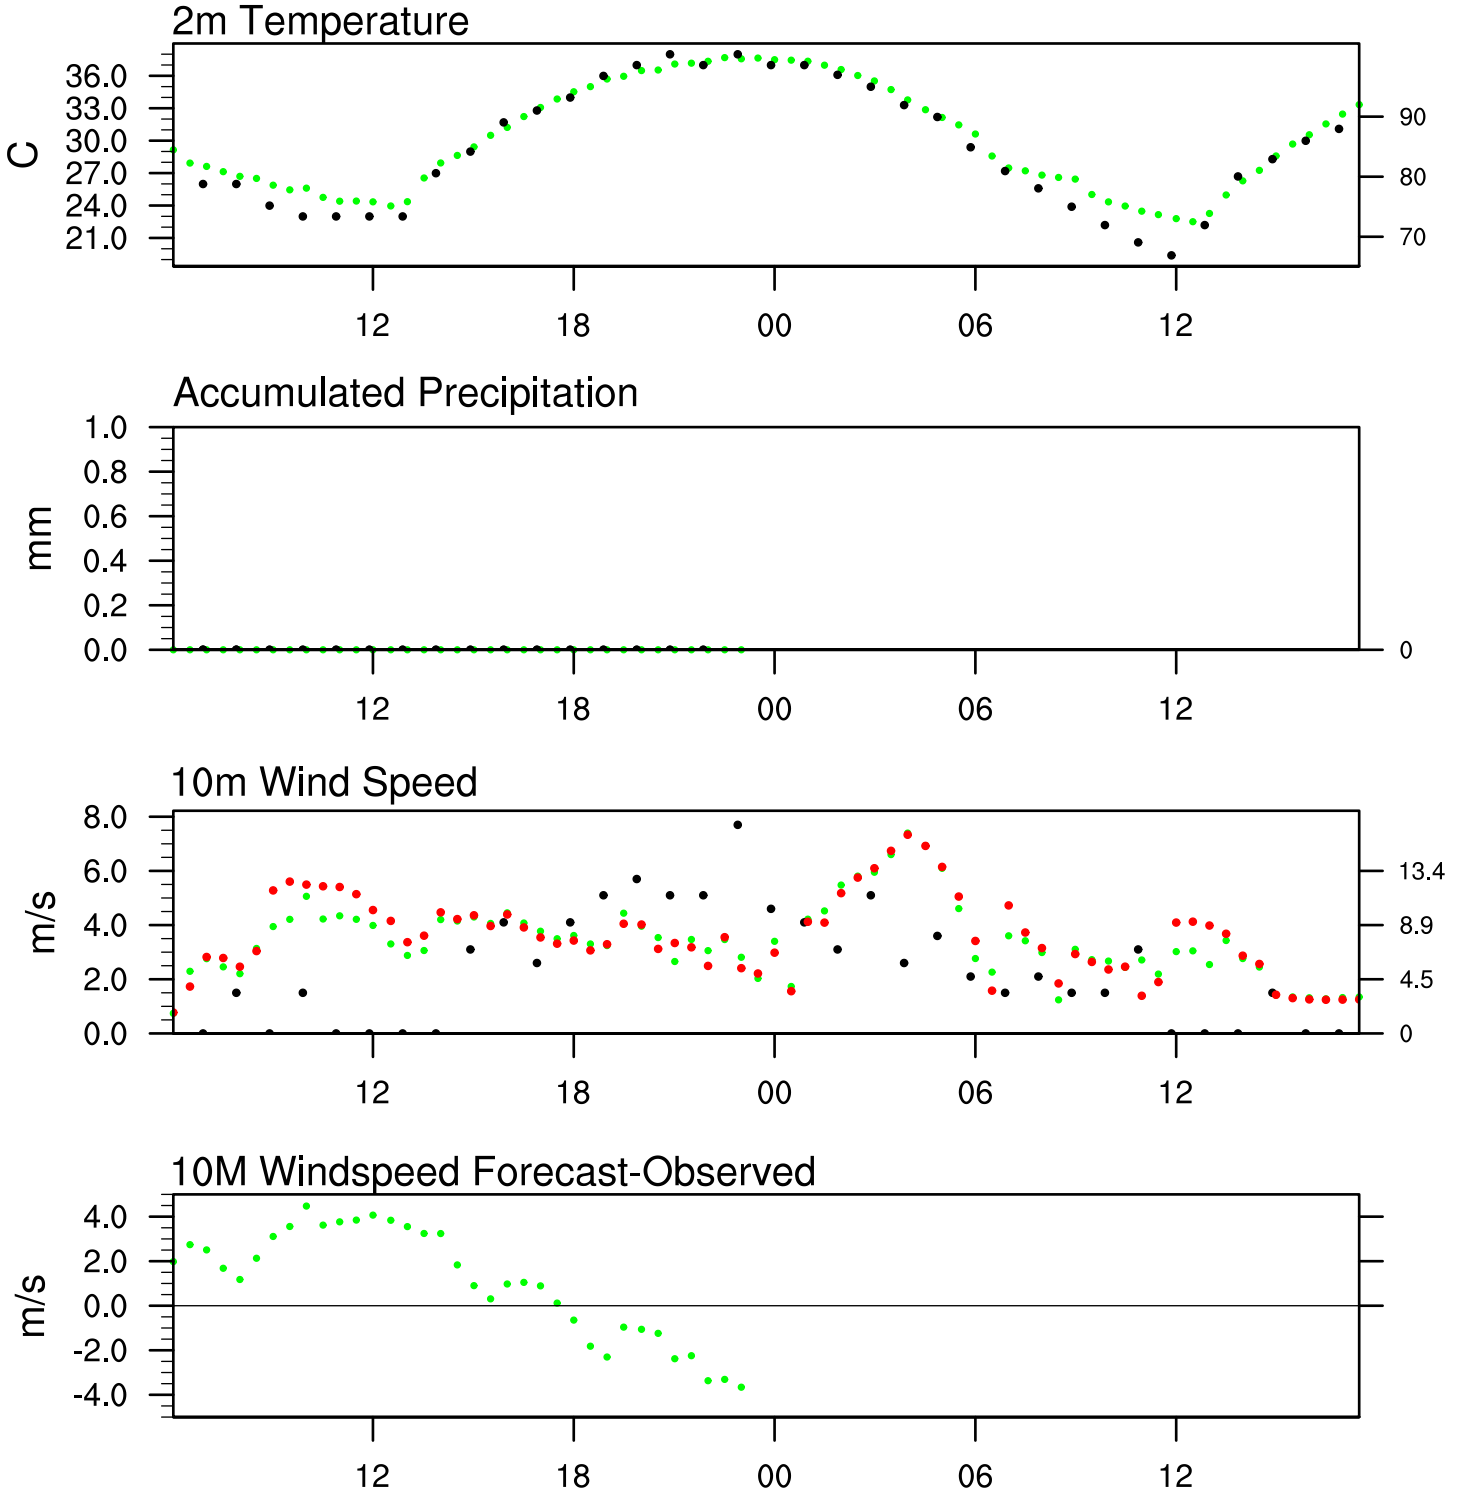 2m Temperature
C
36.0
33.0
30.0
27.0
24.0
21.0
90
80
70
12 18 00 06 12
Accumulated Precipitation
mm
1.0
0.8
0.6
0.4
0.2
0.0
0
12 18 00 06 12
10m Wind Speed
m/s
8.0
6.0
4.0
2.0
0.0
13.4
8.9
4.5
0
12 18 00 06 12
10M Windspeed Forecast-Observed
m/s
4.0
2.0
0.0
-2.0
-4.0
12 18 00 06 12